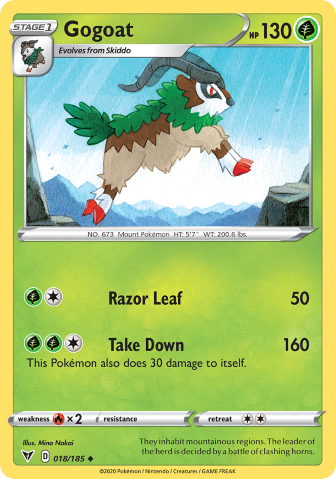 STAGE 1
Gogoat
HP 130
Evolves from Skiddo
NO. 673 Mount Pokémon HT: 5'7" WT: 200.6 lbs.
Razor Leaf 50
Take Down 160
This Pokémon also does 30 damage to itself.
weakness ×2 resistance retreat
Illus. Mina Nakai
They inhabit mountainous regions. The leader of
the herd is decided by a battle of clashing horns.
D 018/185
©2020 Pokémon / Nintendo / Creatures / GAME FREAK